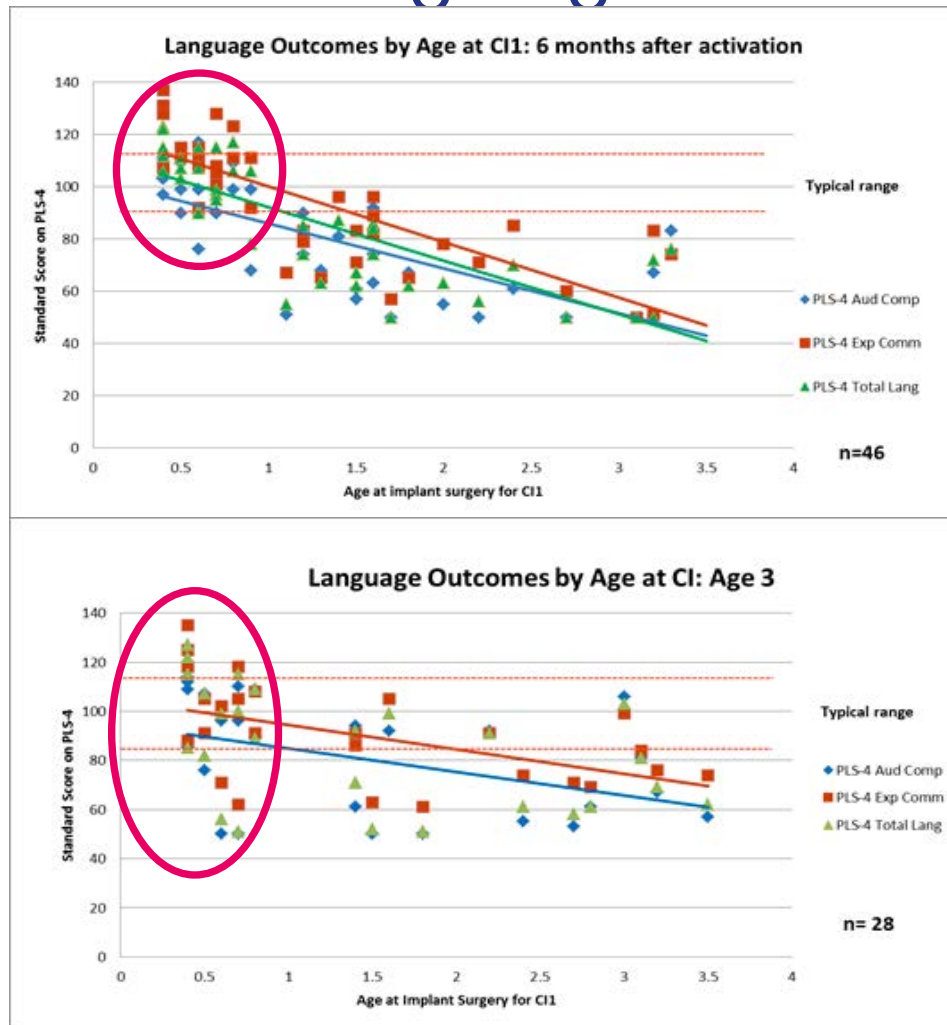 Language Outcomes by Age at CI1: 6 months after activation
140
120
100
80
60
40
20
0
Standard Score on PLS-4
0 0.5 1 1.5 2 2.5 3 3.5 4
Age at implant surgery for CI1
Typical range
PLS-4 Aud Comp
PLS-4 Exp Comm
PLS-4 Total Lang
n=46
Language Outcomes by Age at CI: Age 3
140
120
100
80
60
40
20
0
Standard Score on PLS-4
0 0.5 1 1.5 2 2.5 3 3.5 4
Age at Implant Surgery for CI1
Typical range
PLS-4 Aud Comp
PLS-4 Exp Comm
PLS-4 Total Lang
n= 28